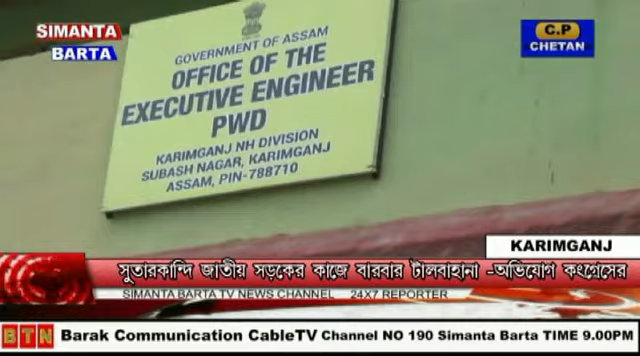 SIMANTA
BARTA
C.P
CHETAN
GOVERNMENT OF ASSAM
OFFICE OF THE
EXECUTIVE ENGINEER
PWD
KARIMGANJ NH DIVISION
SUBASH NAGAR, KARIMGANJ
ASSAM, PIN-788710
KARIMGANJ
সুতারকান্দি জাতীয় সড়কের কাজে বারবার টালবাহানা -অভিযোগ কংগ্রেসের
SIMANTA BARTA TV NEWS CHANNEL 24X7 REPORTER
BTN Barak Communication CableTV Channel NO 190 Simanta Barta TIME 9.00PM